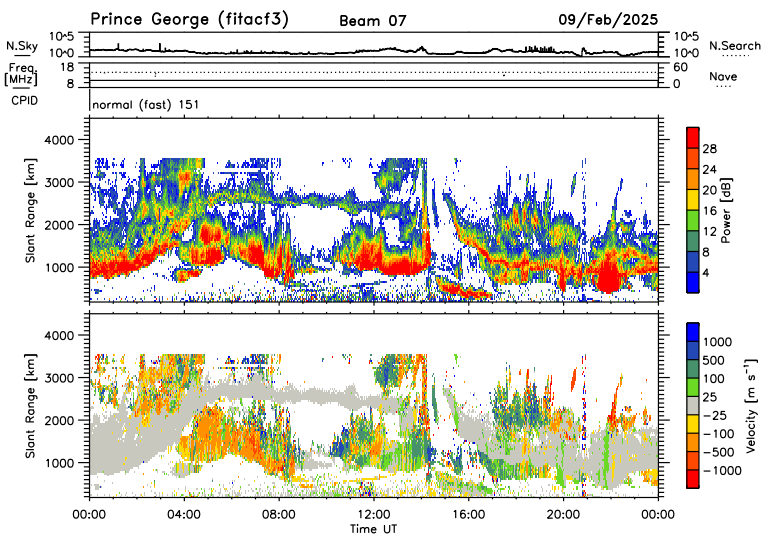 Prince George (fitacf3) Beam 07 09/Feb/2025
N.Sky 10^5 10^0 10^5 10^0 N.Search
Freq [MHz] 18 8 60 0 Nave
CPID normal (fast) 151
Slant Range [km] 4000 3000 2000 1000
Power [dB] 28 24 20 16 12 8 4
Slant Range [km] 4000 3000 2000 1000
Velocity [m s⁻¹] 1000 500 100 25 −25 −100 −500 −1000
00:00 04:00 08:00 12:00 16:00 20:00 00:00
Time UT